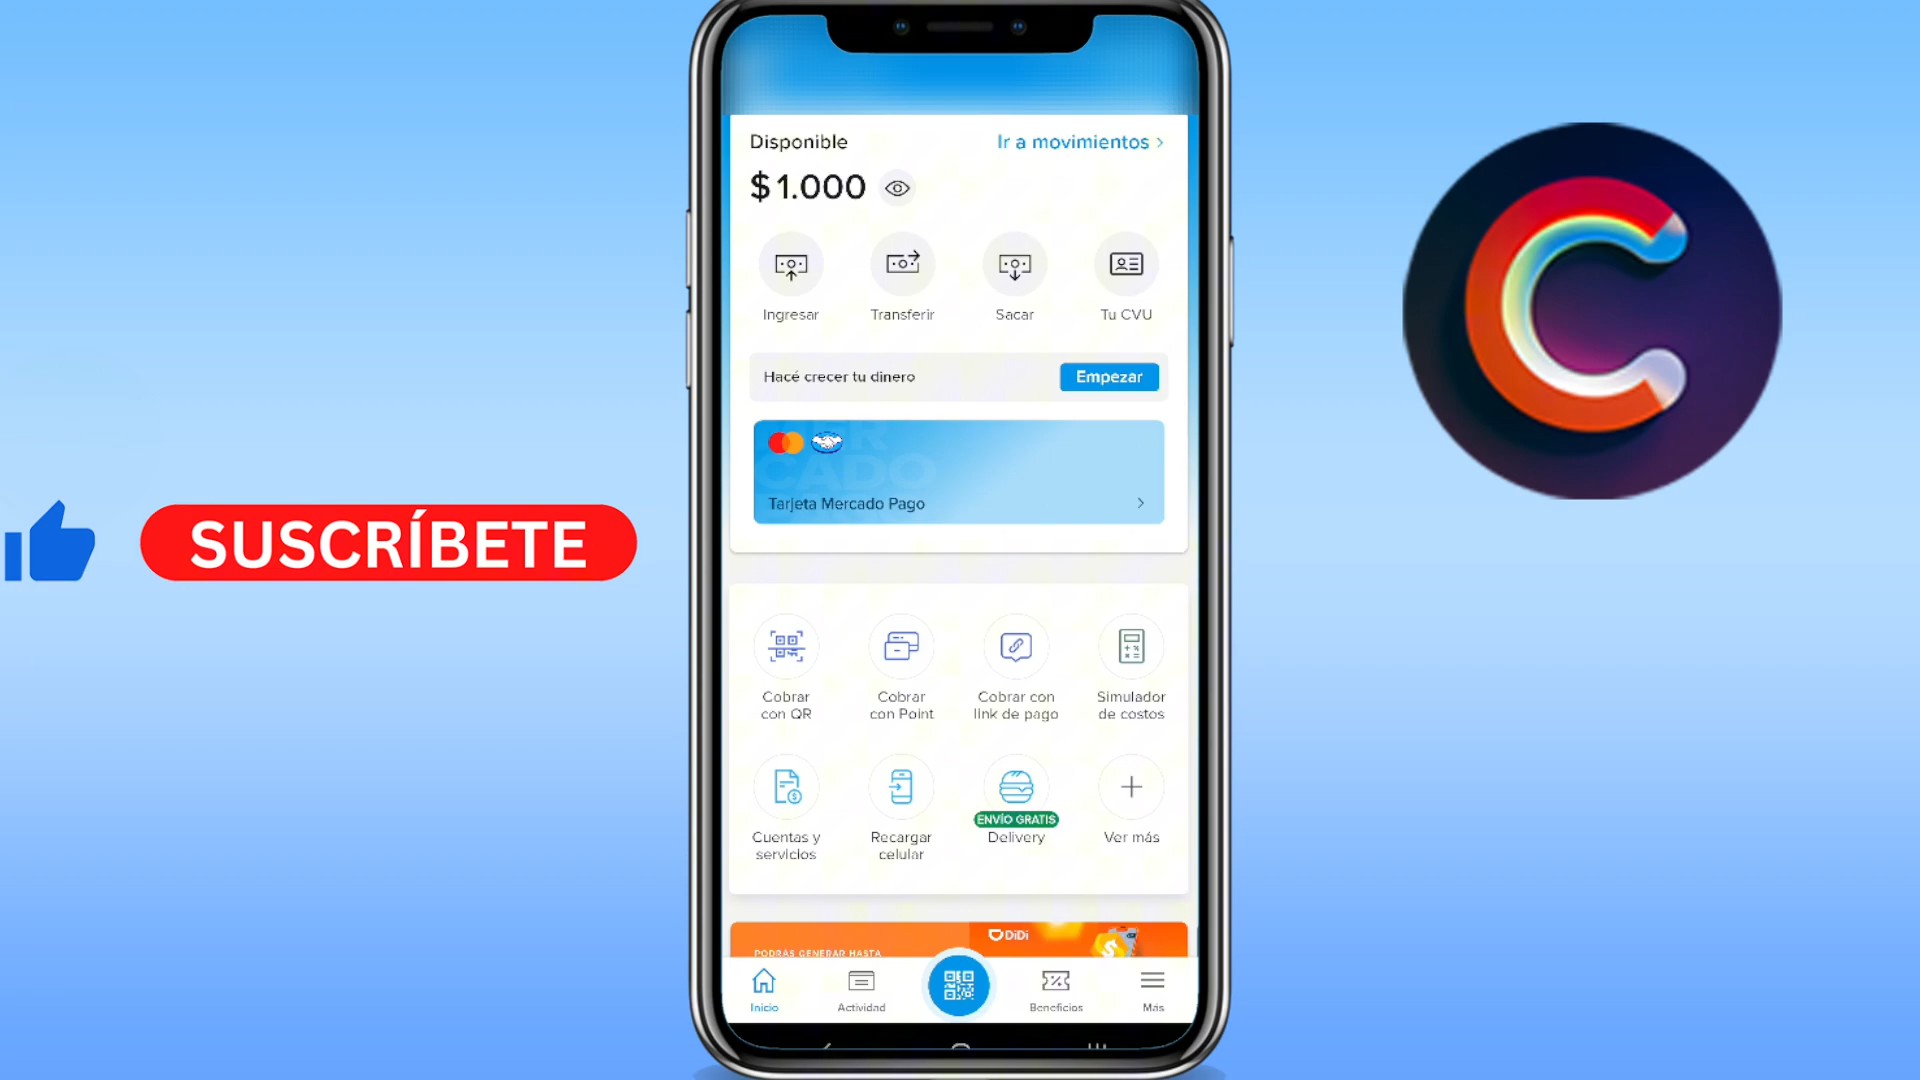 Disponible
Ir a movimientos >
$ 1.000
Ingresar
Transferir
Sacar
Tu CVU
Hacé crecer tu dinero
Empezar
MERCADO
Tarjeta Mercado Pago
SUSCRÍBETE
Cobrar
con QR
Cobrar
con Point
Cobrar con
link de pago
Simulador
de costos
Cuentas y
servicios
Recargar
celular
ENVÍO GRATIS
Delivery
Ver más
DiDi
PODRÁS GENERAR HASTA
Inicio
Actividad
Beneficios
Más